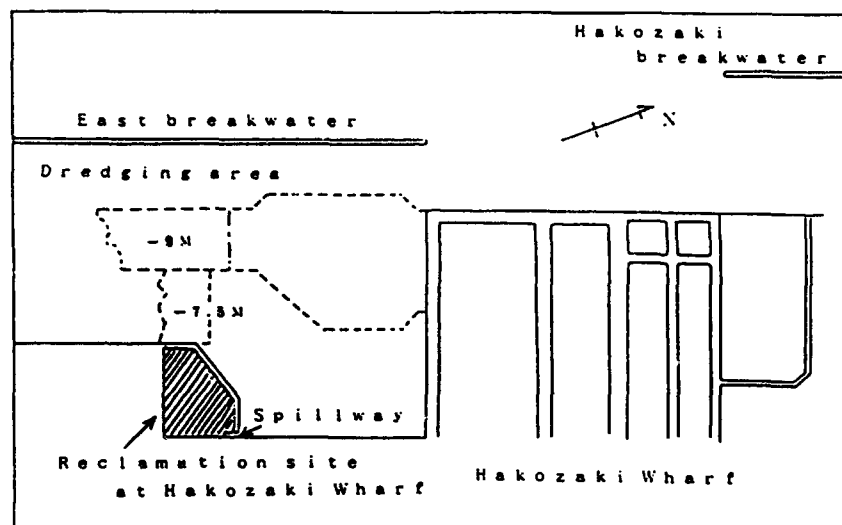 Hakozaki
breakwater
East breakwater
N
Dredging area
-9M
-7.5M
Spillway
Reclamation site
at Hakozaki Wharf
Hakozaki Wharf